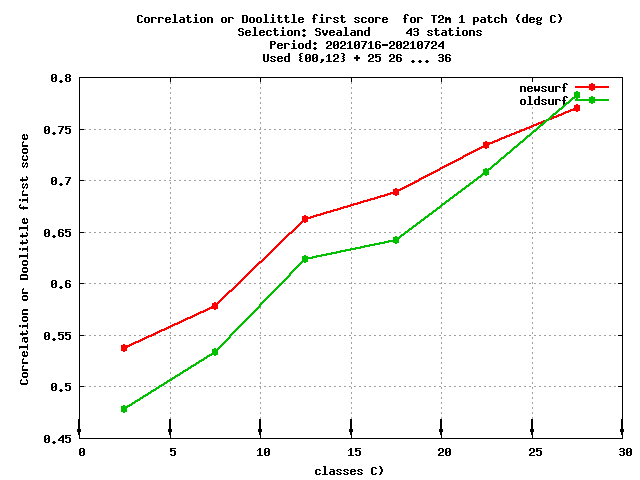 Correlation or Doolittle first score  for T2m 1 patch (deg C)
Selection: Svealand     43 stations
Period: 20210716-20210724
Used {00,12} + 25 26 ... 36
newsurf
oldsurf
0.8
0.75
0.7
0.65
0.6
0.55
0.5
0.45
Correlation or Doolittle first score
0 5 10 15 20 25 30
classes C)